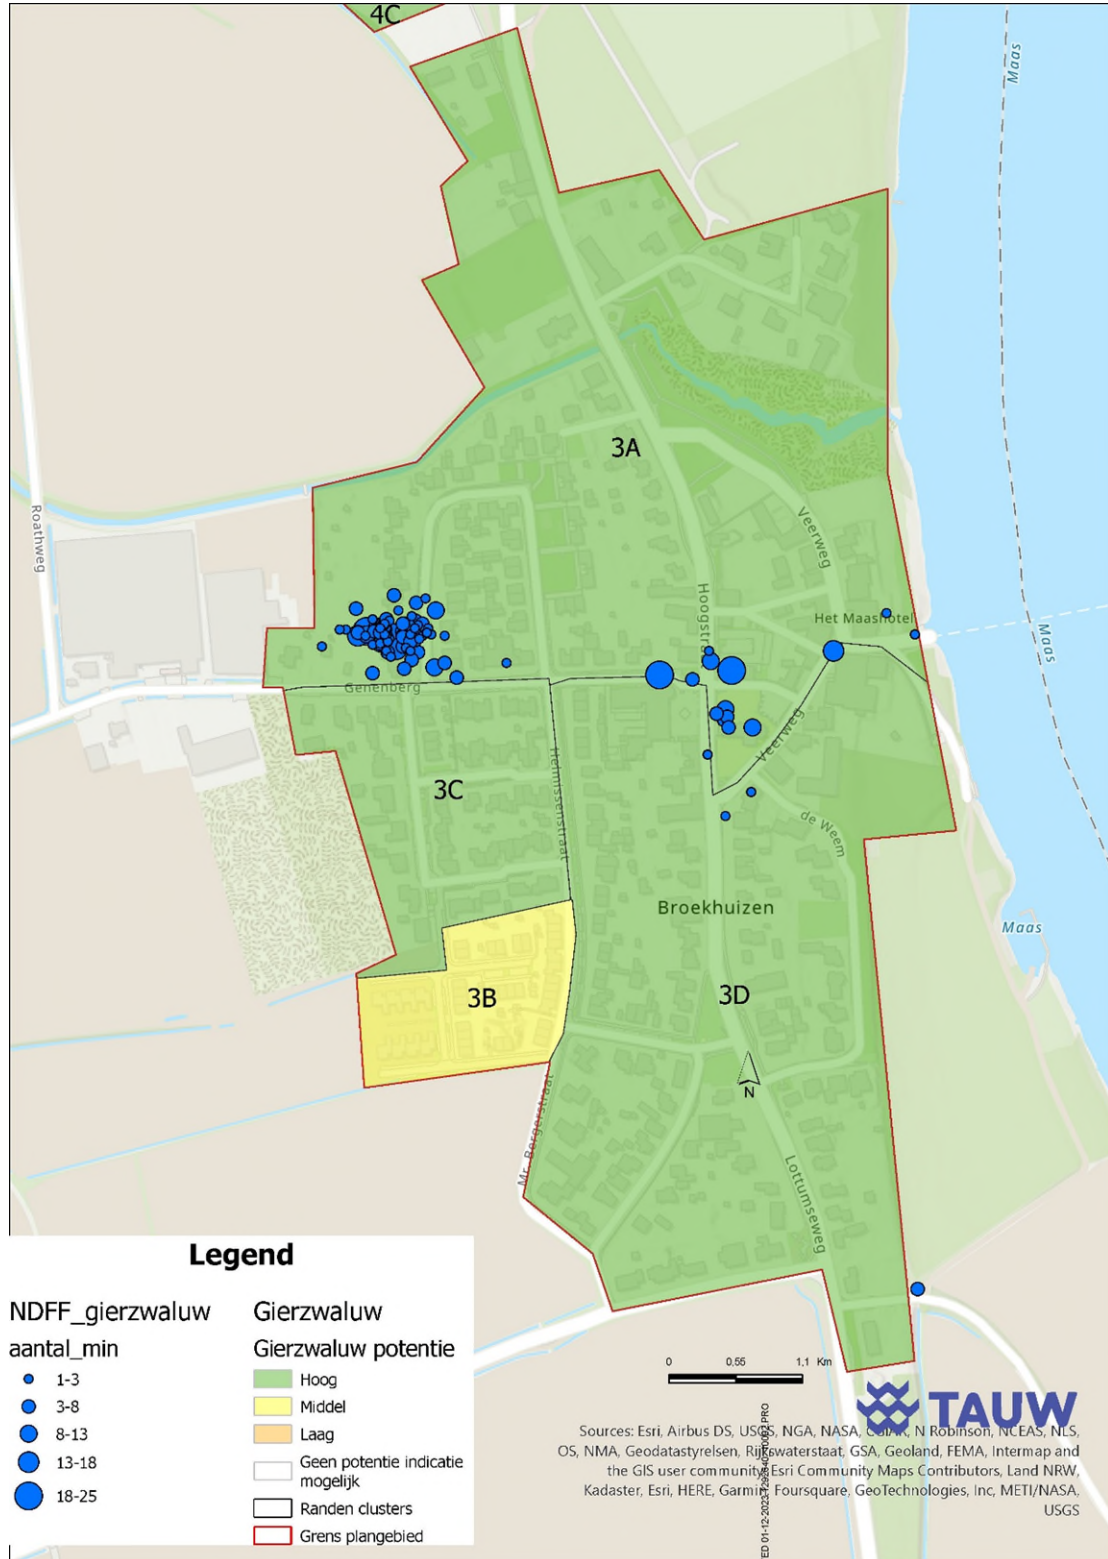 4C
Maas
Roathweg
3A
Veerweg
Hoogstr
Het Maashotel
Maas
Genenberg
Veerweg
3C
Helmissenstraat
de Weem
Broekhuizen
Maas
3B
3D
N
Mr. Bergerstraat
Lottumseweg
Legend
NDFF_gierzwaluw
aantal_min
1-3
3-8
8-13
13-18
18-25
Gierzwaluw
Gierzwaluw potentie
Hoog
Middel
Laag
Geen potentie indicatie
mogelijk
Randen clusters
Grens plangebied
0 0,55 1,1 Km
TAUW
Sources: Esri, Airbus DS, USGS, NGA, NASA, CGIAR, N Robinson, NCEAS, NLS,
OS, NMA, Geodatastyrelsen, Rijkswaterstaat, GSA, Geoland, FEMA, Intermap and
the GIS user community, Esri Community Maps Contributors, Land NRW,
Kadaster, Esri, HERE, Garmin, Foursquare, GeoTechnologies, Inc, METI/NASA,
USGS